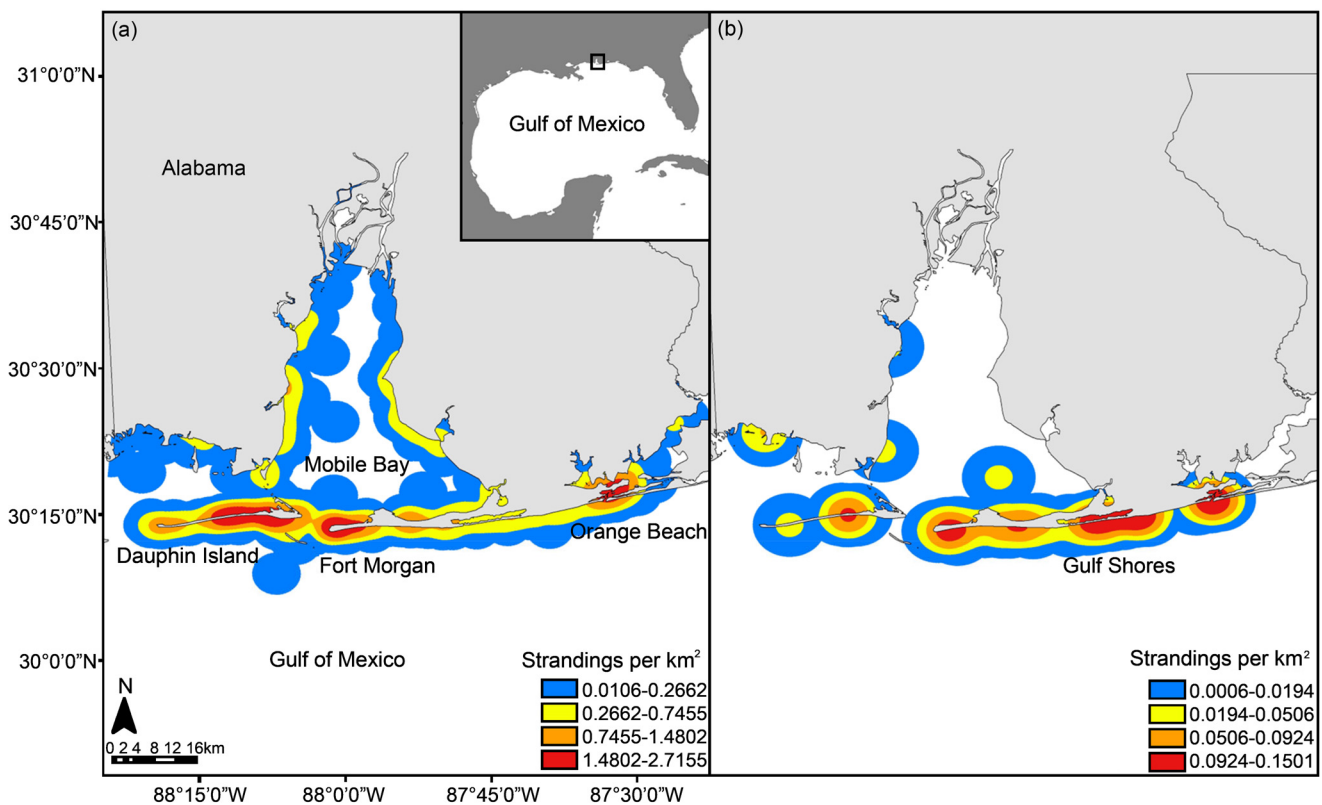 (a)
(b)
31°0'0"N
30°45'0"N
30°30'0"N
30°15'0"N
30°0'0"N
Alabama
Gulf of Mexico
Mobile Bay
Dauphin Island
Fort Morgan
Orange Beach
Gulf of Mexico
N
0 2 4 8 12 16km
Strandings per km²
0.0106-0.2662
0.2662-0.7455
0.7455-1.4802
1.4802-2.7155
Gulf Shores
Strandings per km²
0.0006-0.0194
0.0194-0.0506
0.0506-0.0924
0.0924-0.1501
88°15'0"W
88°0'0"W
87°45'0"W
87°30'0"W